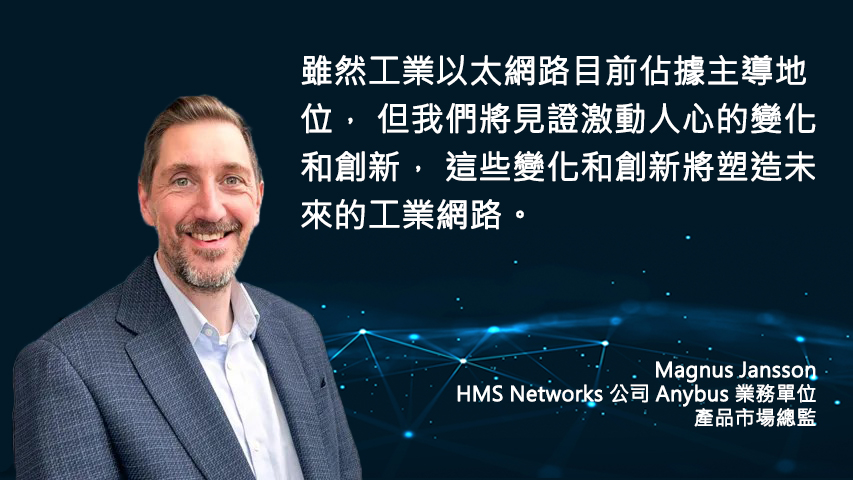 雖然工業以太網路目前佔據主導地
位， 但我們將見證激動人心的變化
和創新， 這些變化和創新將塑造未
來的工業網路。
Magnus Jansson
HMS Networks 公司 Anybus 業務單位
產品市場總監